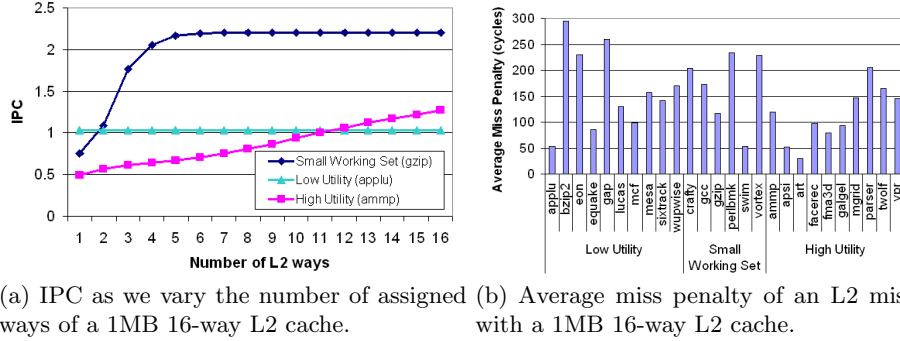 2.5
2
1.5
1
0.5
0
IPC
Small Working Set (gzip)
Low Utility (applu)
High Utility (ammp)
1 2 3 4 5 6 7 8 9 10 11 12 13 14 15 16
Number of L2 ways
300
250
200
150
100
50
0
Average Miss Penalty (cycles)
applu
bzip2
eon
equake
gap
lucas
mcf
mesa
sixtrack
wupwise
crafty
gcc
gzip
perlbmk
swim
vortex
ammp
apsi
art
facerec
fma3d
galgel
mgrid
parser
twolf
vpr
Low Utility
Small
Working Set
High Utility
(a) IPC as we vary the number of assigned
ways of a 1MB 16-way L2 cache.
(b) Average miss penalty of an L2 mis
with a 1MB 16-way L2 cache.